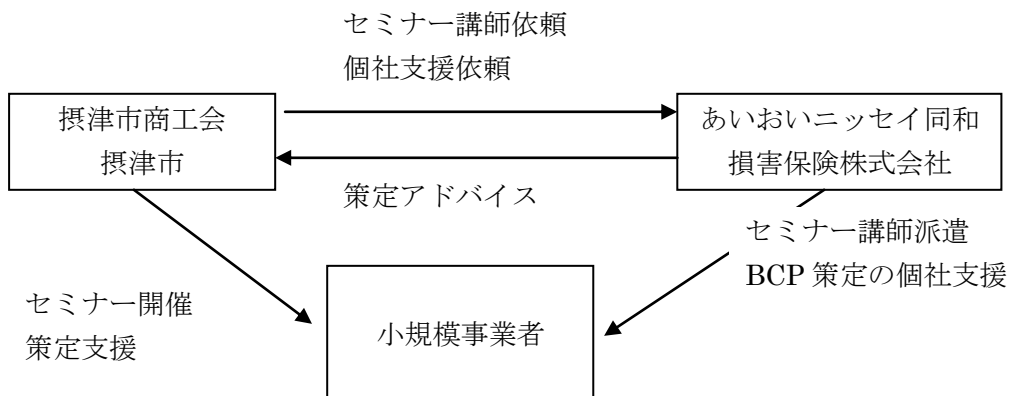 セミナー講師依頼
個社支援依頼
摂津市商工会
摂津市
あいおいニッセイ同和
損害保険株式会社
策定アドバイス
セミナー講師派遣
BCP 策定の個社支援
セミナー開催
策定支援
小規模事業者